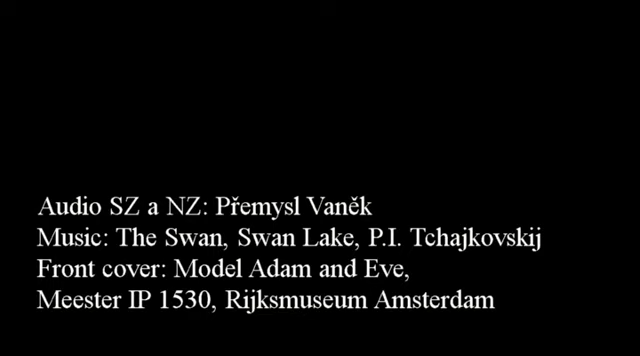 Audio SZ a NZ: Přemysl Vaněk
Music: The Swan, Swan Lake, P.I. Tchajkovskij
Front cover: Model Adam and Eve,
Meester IP 1530, Rijksmuseum Amsterdam